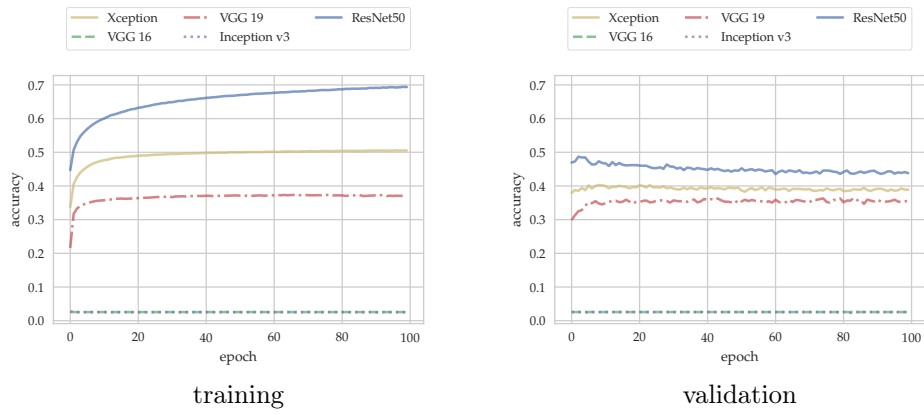 Xception VGG 19 ResNet50
VGG 16 Inception v3
0.7
0.6
0.5
0.4
0.3
0.2
0.1
0.0
accuracy
0 20 40 60 80 100
epoch
training
Xception VGG 19 ResNet50
VGG 16 Inception v3
0.7
0.6
0.5
0.4
0.3
0.2
0.1
0.0
accuracy
0 20 40 60 80 100
epoch
validation